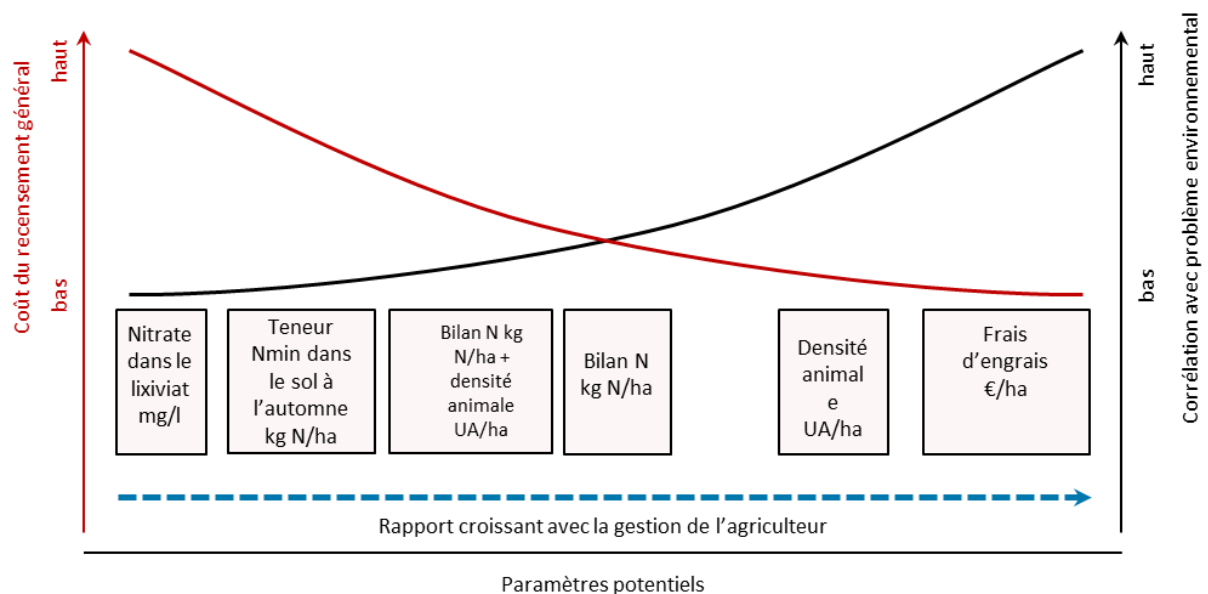 Coût du recensement général
haut
bas
Nitrate
dans le
lixiviat
mg/l
Teneur
Nmin dans
le sol à
l’automne
kg N/ha
Bilan N kg
N/ha +
densité
animale
UA/ha
Bilan N
kg N/ha
Densité
animal
e
UA/ha
Frais
d’engrais
€/ha
haut
bas
Corrélation avec problème environnemental
Rapport croissant avec la gestion de l’agriculteur
Paramètres potentiels